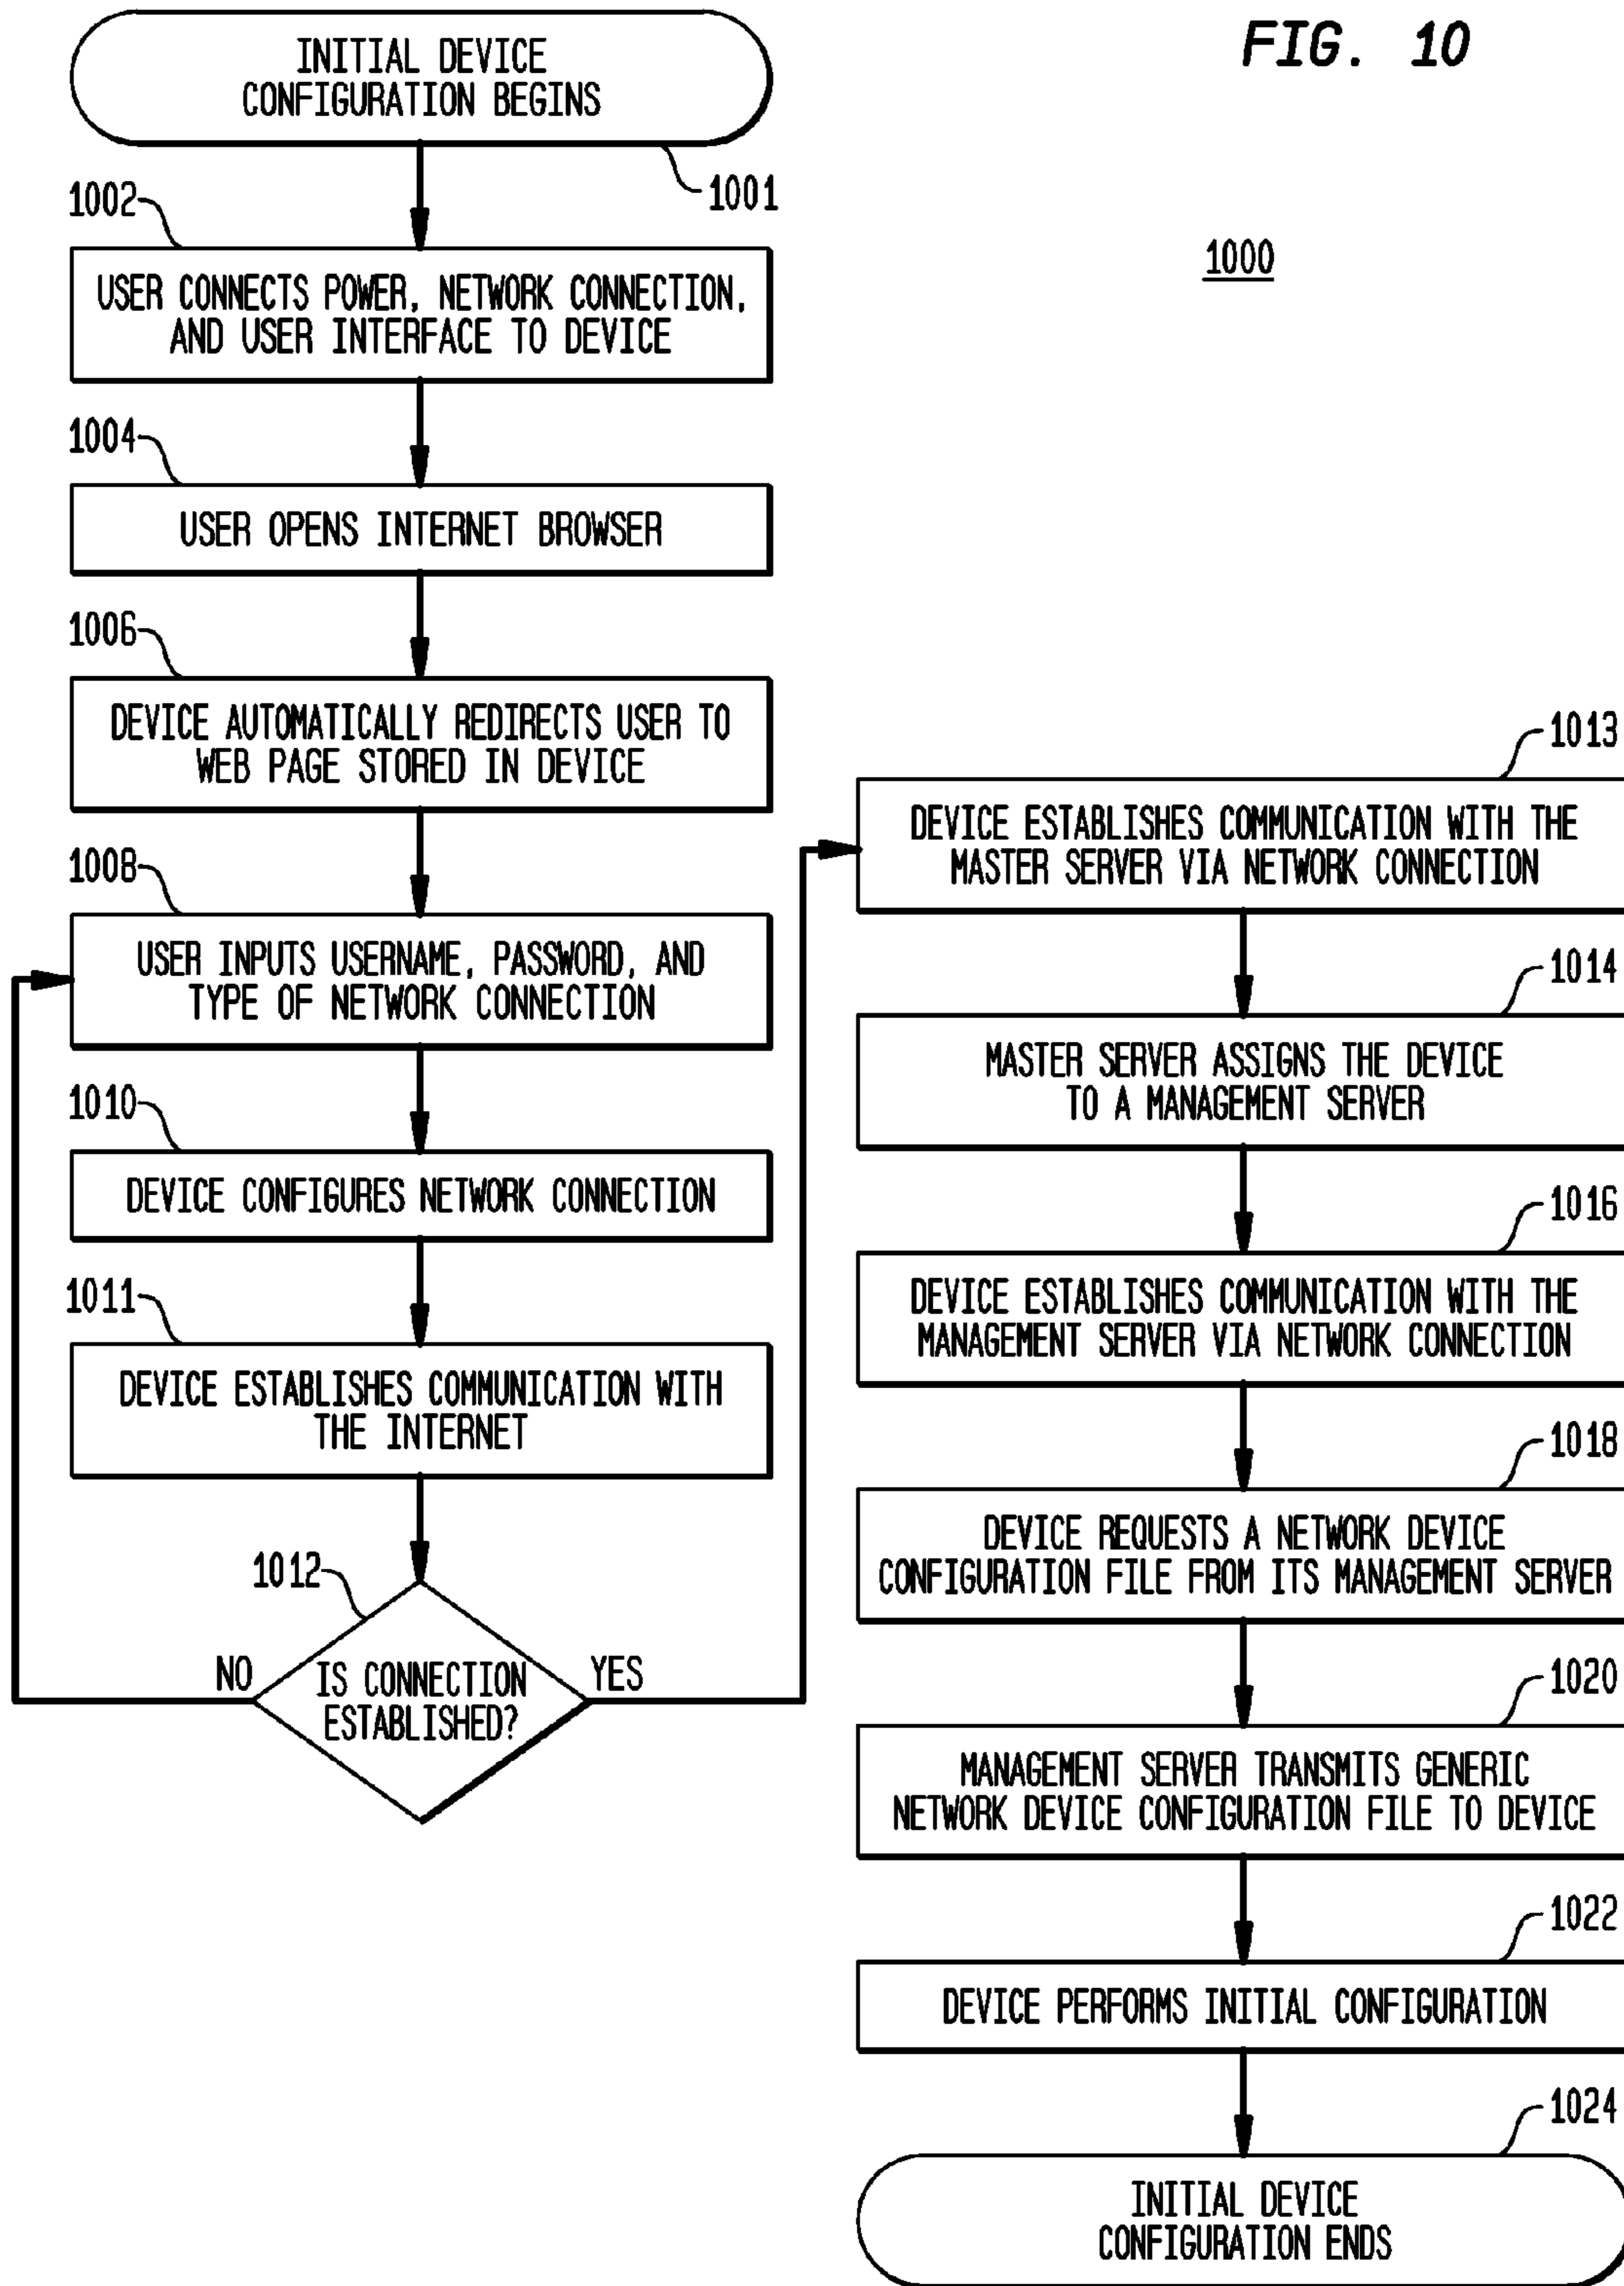 FIG. 10
1000
INITIAL DEVICE
CONFIGURATION BEGINS
1001
1002
USER CONNECTS POWER, NETWORK CONNECTION,
AND USER INTERFACE TO DEVICE
1004
USER OPENS INTERNET BROWSER
1006
DEVICE AUTOMATICALLY REDIRECTS USER TO
WEB PAGE STORED IN DEVICE
1008
USER INPUTS USERNAME, PASSWORD, AND
TYPE OF NETWORK CONNECTION
1010
DEVICE CONFIGURES NETWORK CONNECTION
1011
DEVICE ESTABLISHES COMMUNICATION WITH
THE INTERNET
1012
NO
IS CONNECTION
ESTABLISHED?
YES
1013
DEVICE ESTABLISHES COMMUNICATION WITH THE
MASTER SERVER VIA NETWORK CONNECTION
1014
MASTER SERVER ASSIGNS THE DEVICE
TO A MANAGEMENT SERVER
1016
DEVICE ESTABLISHES COMMUNICATION WITH THE
MANAGEMENT SERVER VIA NETWORK CONNECTION
1018
DEVICE REQUESTS A NETWORK DEVICE
CONFIGURATION FILE FROM ITS MANAGEMENT SERVER
1020
MANAGEMENT SERVER TRANSMITS GENERIC
NETWORK DEVICE CONFIGURATION FILE TO DEVICE
1022
DEVICE PERFORMS INITIAL CONFIGURATION
1024
INITIAL DEVICE
CONFIGURATION ENDS